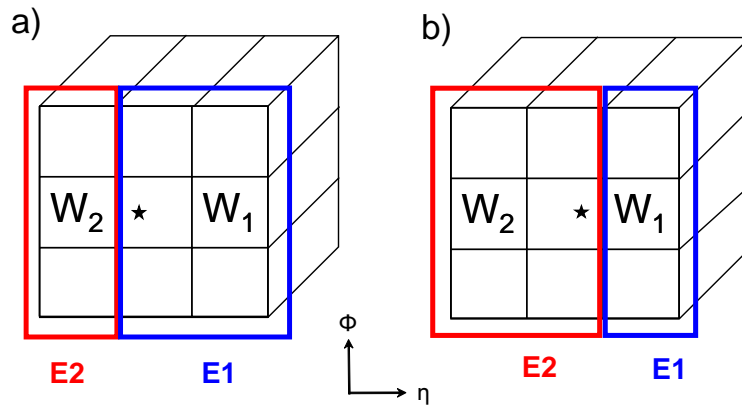 a)
W2 ★ W1
E2 E1
b)
W2 ★ W1
E2 E1
Φ
η